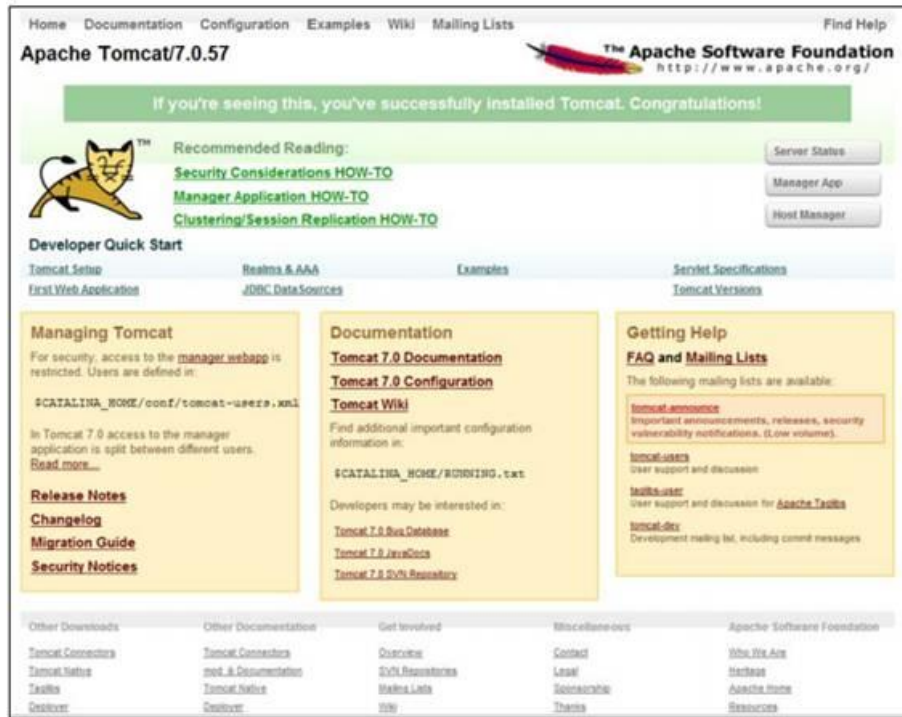 Home Documentation Configuration Examples Wiki Mailing Lists Find Help
Apache Tomcat/7.0.57
The Apache Software Foundation
http://www.apache.org/
If you're seeing this, you've successfully installed Tomcat. Congratulations!
TM
Recommended Reading:
Security Considerations HOW-TO
Manager Application HOW-TO
Clustering/Session Replication HOW-TO
Server Status
Manager App
Host Manager
Developer Quick Start
Tomcat Setup Realms & AAA Examples Servlet Specifications
First Web Application JDBC DataSources Tomcat Versions
Managing Tomcat
For security, access to the manager webapp is
restricted. Users are defined in:
$CATALINA_HOME/conf/tomcat-users.xml
In Tomcat 7.0 access to the manager
application is split between different users.
Read more...
Release Notes
Changelog
Migration Guide
Security Notices
Documentation
Tomcat 7.0 Documentation
Tomcat 7.0 Configuration
Tomcat Wiki
Find additional important configuration
information in:
$CATALINA_HOME/RUNNING.txt
Developers may be interested in:
Tomcat 7.0 Bug Database
Tomcat 7.0 JavaDocs
Tomcat 7.0 SVN Repository
Getting Help
FAQ and Mailing Lists
The following mailing lists are available:
tomcat-announce
Important announcements, releases, security
vulnerability notifications. (Low volume).
tomcat-users
User support and discussion
taglibs-user
User support and discussion for Apache Taglibs
tomcat-dev
Development mailing list, including commit messages
Other Downloads Other Documentation Get Involved Miscellaneous Apache Software Foundation
Tomcat Connectors Tomcat Connectors Overview Contact Who We Are
Tomcat Native mod_jk Documentation SVN Repositories Legal Heritage
Taglibs Tomcat Native Mailing Lists Sponsorship Apache Home
Deployer Deployer Wiki Thanks Resources